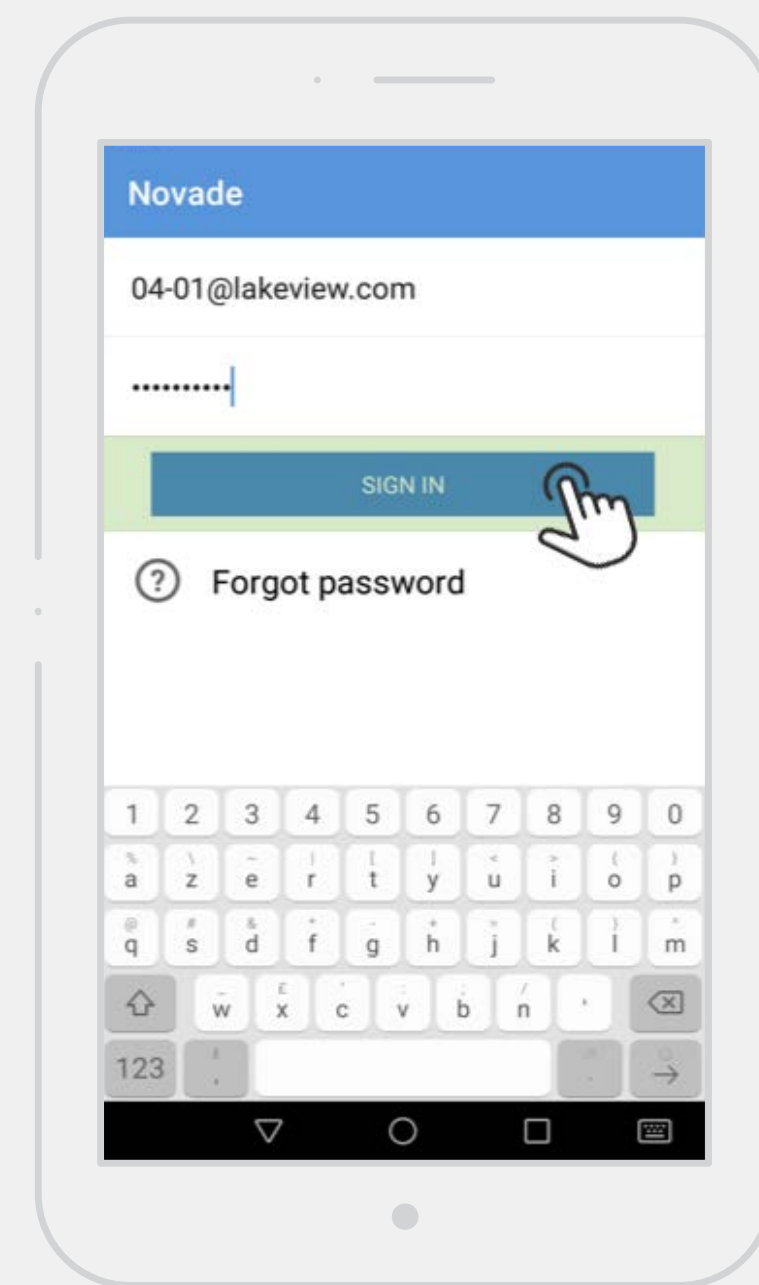 Novade
04-01@lakeview.com
••••••••••
SIGN IN
? Forgot password
1 2 3 4 5 6 7 8 9 0
a z e r t y u i o p
q s d f g h j k l m
w x c v b n '
123 , .